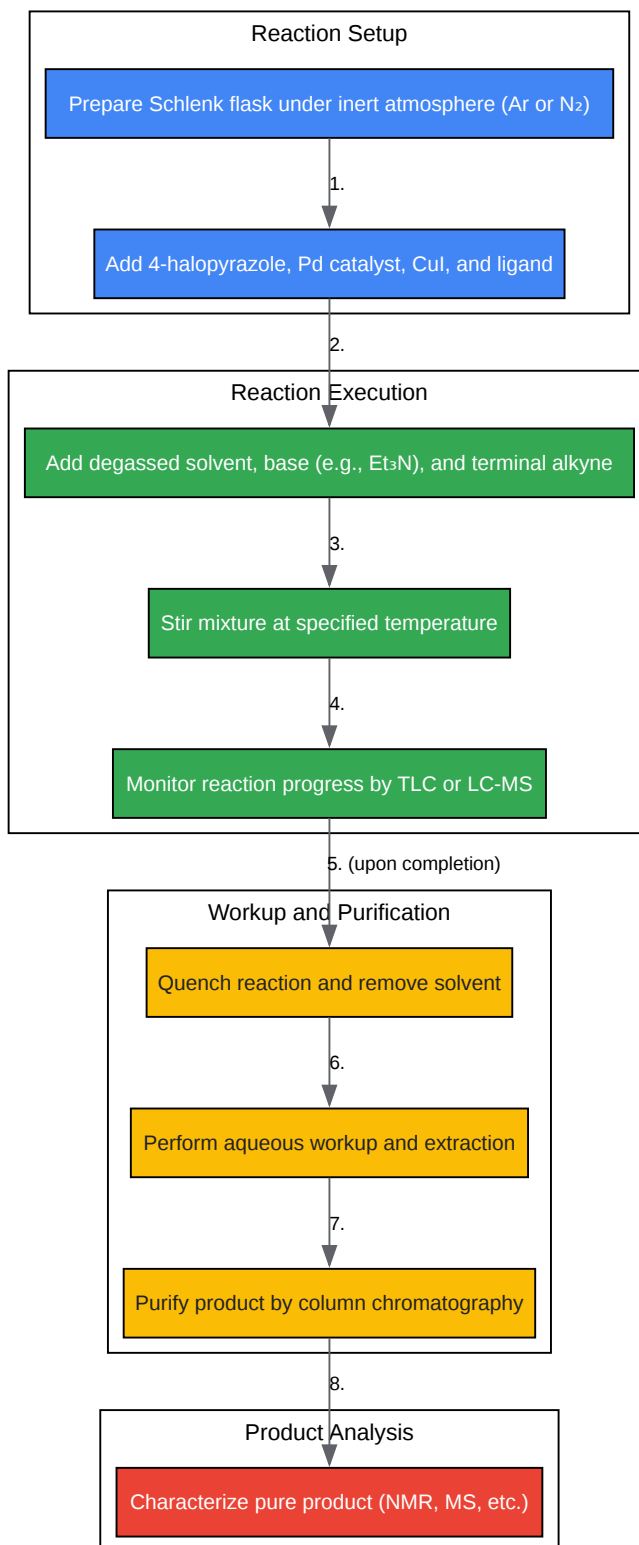 Reaction Setup
Prepare Schlenk flask under inert atmosphere (Ar or N₂)
1.
Add 4-halopyrazole, Pd catalyst, CuI, and ligand
2.
Reaction Execution
Add degassed solvent, base (e.g., Et₃N), and terminal alkyne
3.
Stir mixture at specified temperature
4.
Monitor reaction progress by TLC or LC-MS
5. (upon completion)
Workup and Purification
Quench reaction and remove solvent
6.
Perform aqueous workup and extraction
7.
Purify product by column chromatography
8.
Product Analysis
Characterize pure product (NMR, MS, etc.)